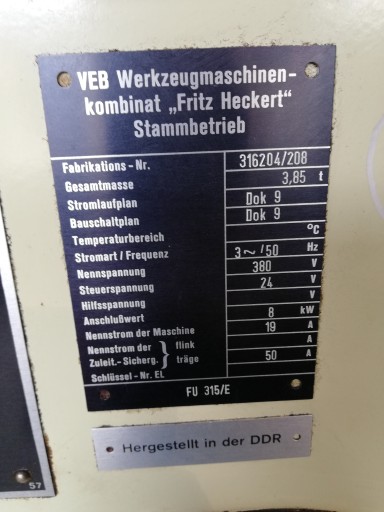 VEB Werkzeugmaschinen-
kombinat „Fritz Heckert"
Stammbetrieb
Fabrikations - Nr. 316204/208
Gesamtmasse 3,85 t
Stromlaufplan Dok 9
Bauschaltplan Dok 9
Temperaturbereich °C
Stromart / Frequenz 3~/50 Hz
Nennspannung 380 V
Steuerspannung 24 V
Hilfsspannung V
Anschlußwert 8 kW
Nennstrom der Maschine 19 A
Nennstrom der } flink A
Zuleit.- Sicherg. träge 50 A
Schlüssel - Nr. EL
FU 315/E
Hergestellt in der DDR
57